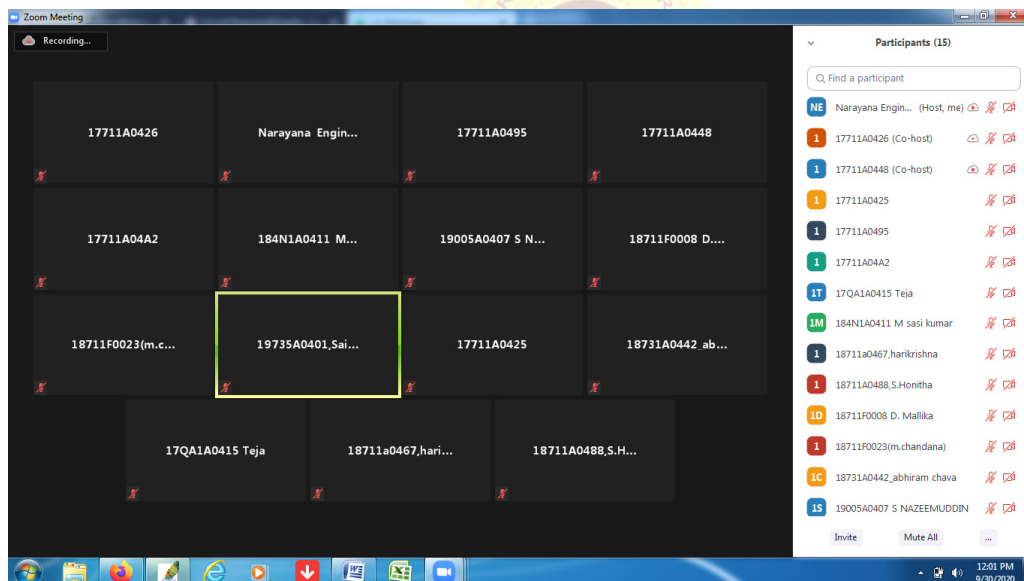 Zoom Meeting
Recording...
17711A0426
Narayana Engin...
17711A0495
17711A0448
17711A04A2
184N1A0411 M...
19005A0407 S N...
18711F0008 D....
18711F0023(m.c...
19735A0401,Sai...
17711A0425
18731A0442_ab...
17QA1A0415 Teja
18711a0467,hari...
18711A0488,S.H...
Participants (15)
Find a participant
NE Narayana Engin... (Host, me)
1 17711A0426 (Co-host)
1 17711A0448 (Co-host)
1 17711A0425
1 17711A0495
1 17711A04A2
1T 17QA1A0415 Teja
1M 184N1A0411 M sasi kumar
1 18711a0467,harikrishna
1 18711A0488,S.Honitha
1D 18711F0008 D. Mallika
1 18711F0023(m.chandana)
1C 18731A0442_abhiram chava
1S 19005A0407 S NAZEEMUDDIN
Invite Mute All ...
12:01 PM
9/30/2020